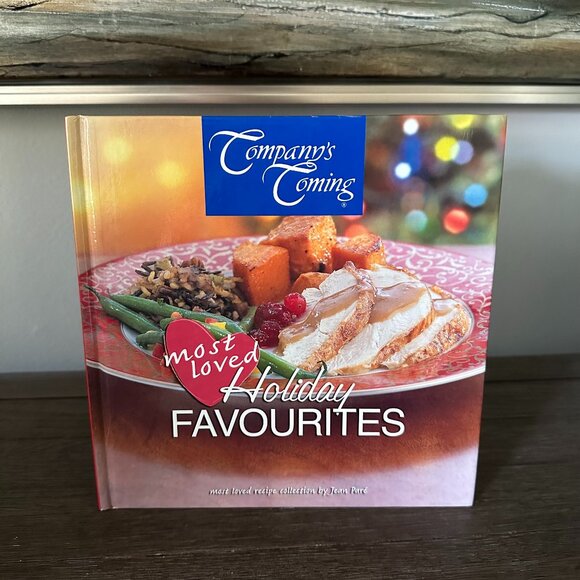 Company's
Coming
®
most
loved
Holiday
FAVOURITES
most loved recipe collection by Jean Paré